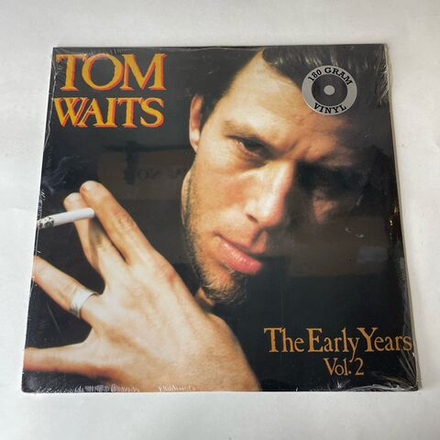 TOM
WAITS
180 GRAM
VINYL
The Early Years
Vol. 2